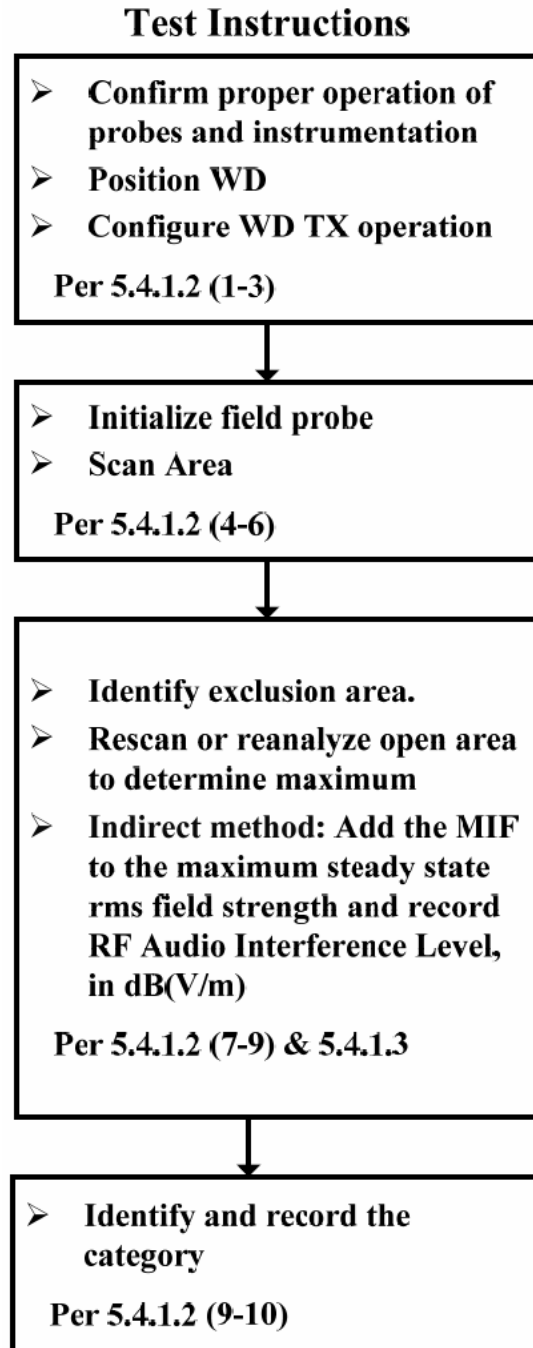 Test Instructions
➢ Confirm proper operation of
probes and instrumentation
➢ Position WD
➢ Configure WD TX operation
Per 5.4.1.2 (1-3)
➢ Initialize field probe
➢ Scan Area
Per 5.4.1.2 (4-6)
➢ Identify exclusion area.
➢ Rescan or reanalyze open area
to determine maximum
➢ Indirect method: Add the MIF
to the maximum steady state
rms field strength and record
RF Audio Interference Level,
in dB(V/m)
Per 5.4.1.2 (7-9) & 5.4.1.3
➢ Identify and record the
category
Per 5.4.1.2 (9-10)